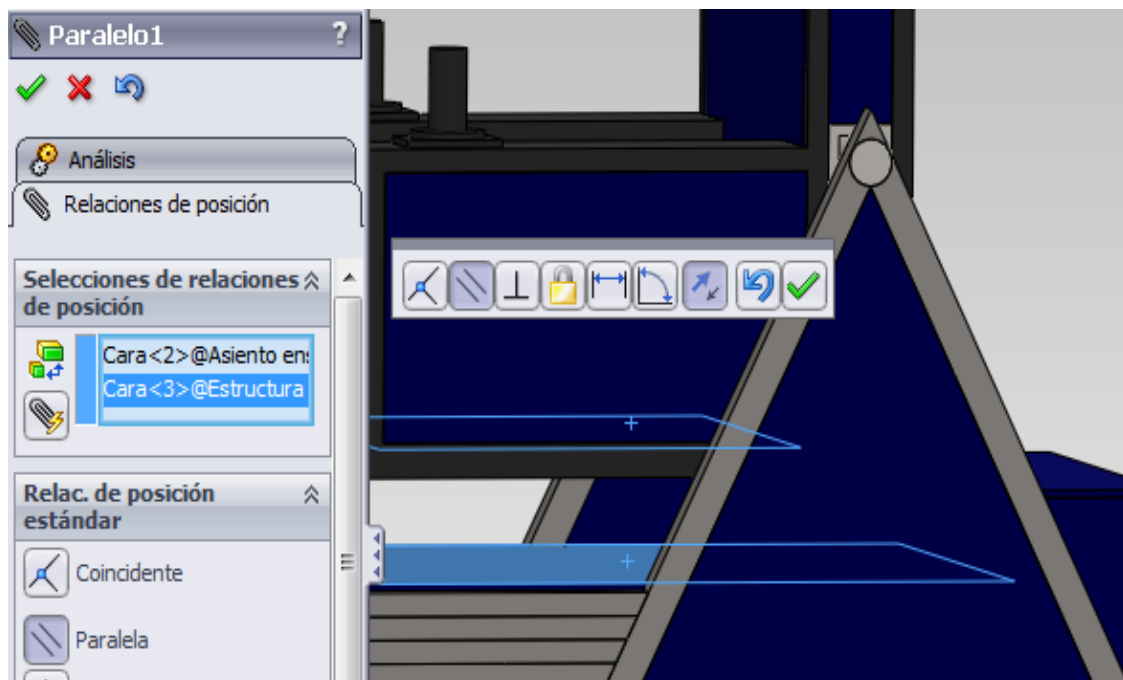 Paralelo1 ?
Análisis
Relaciones de posición
Selecciones de relaciones
de posición
Cara<2>@Asiento en
Cara<3>@Estructura
Relac. de posición
estándar
Coincidente
Paralela